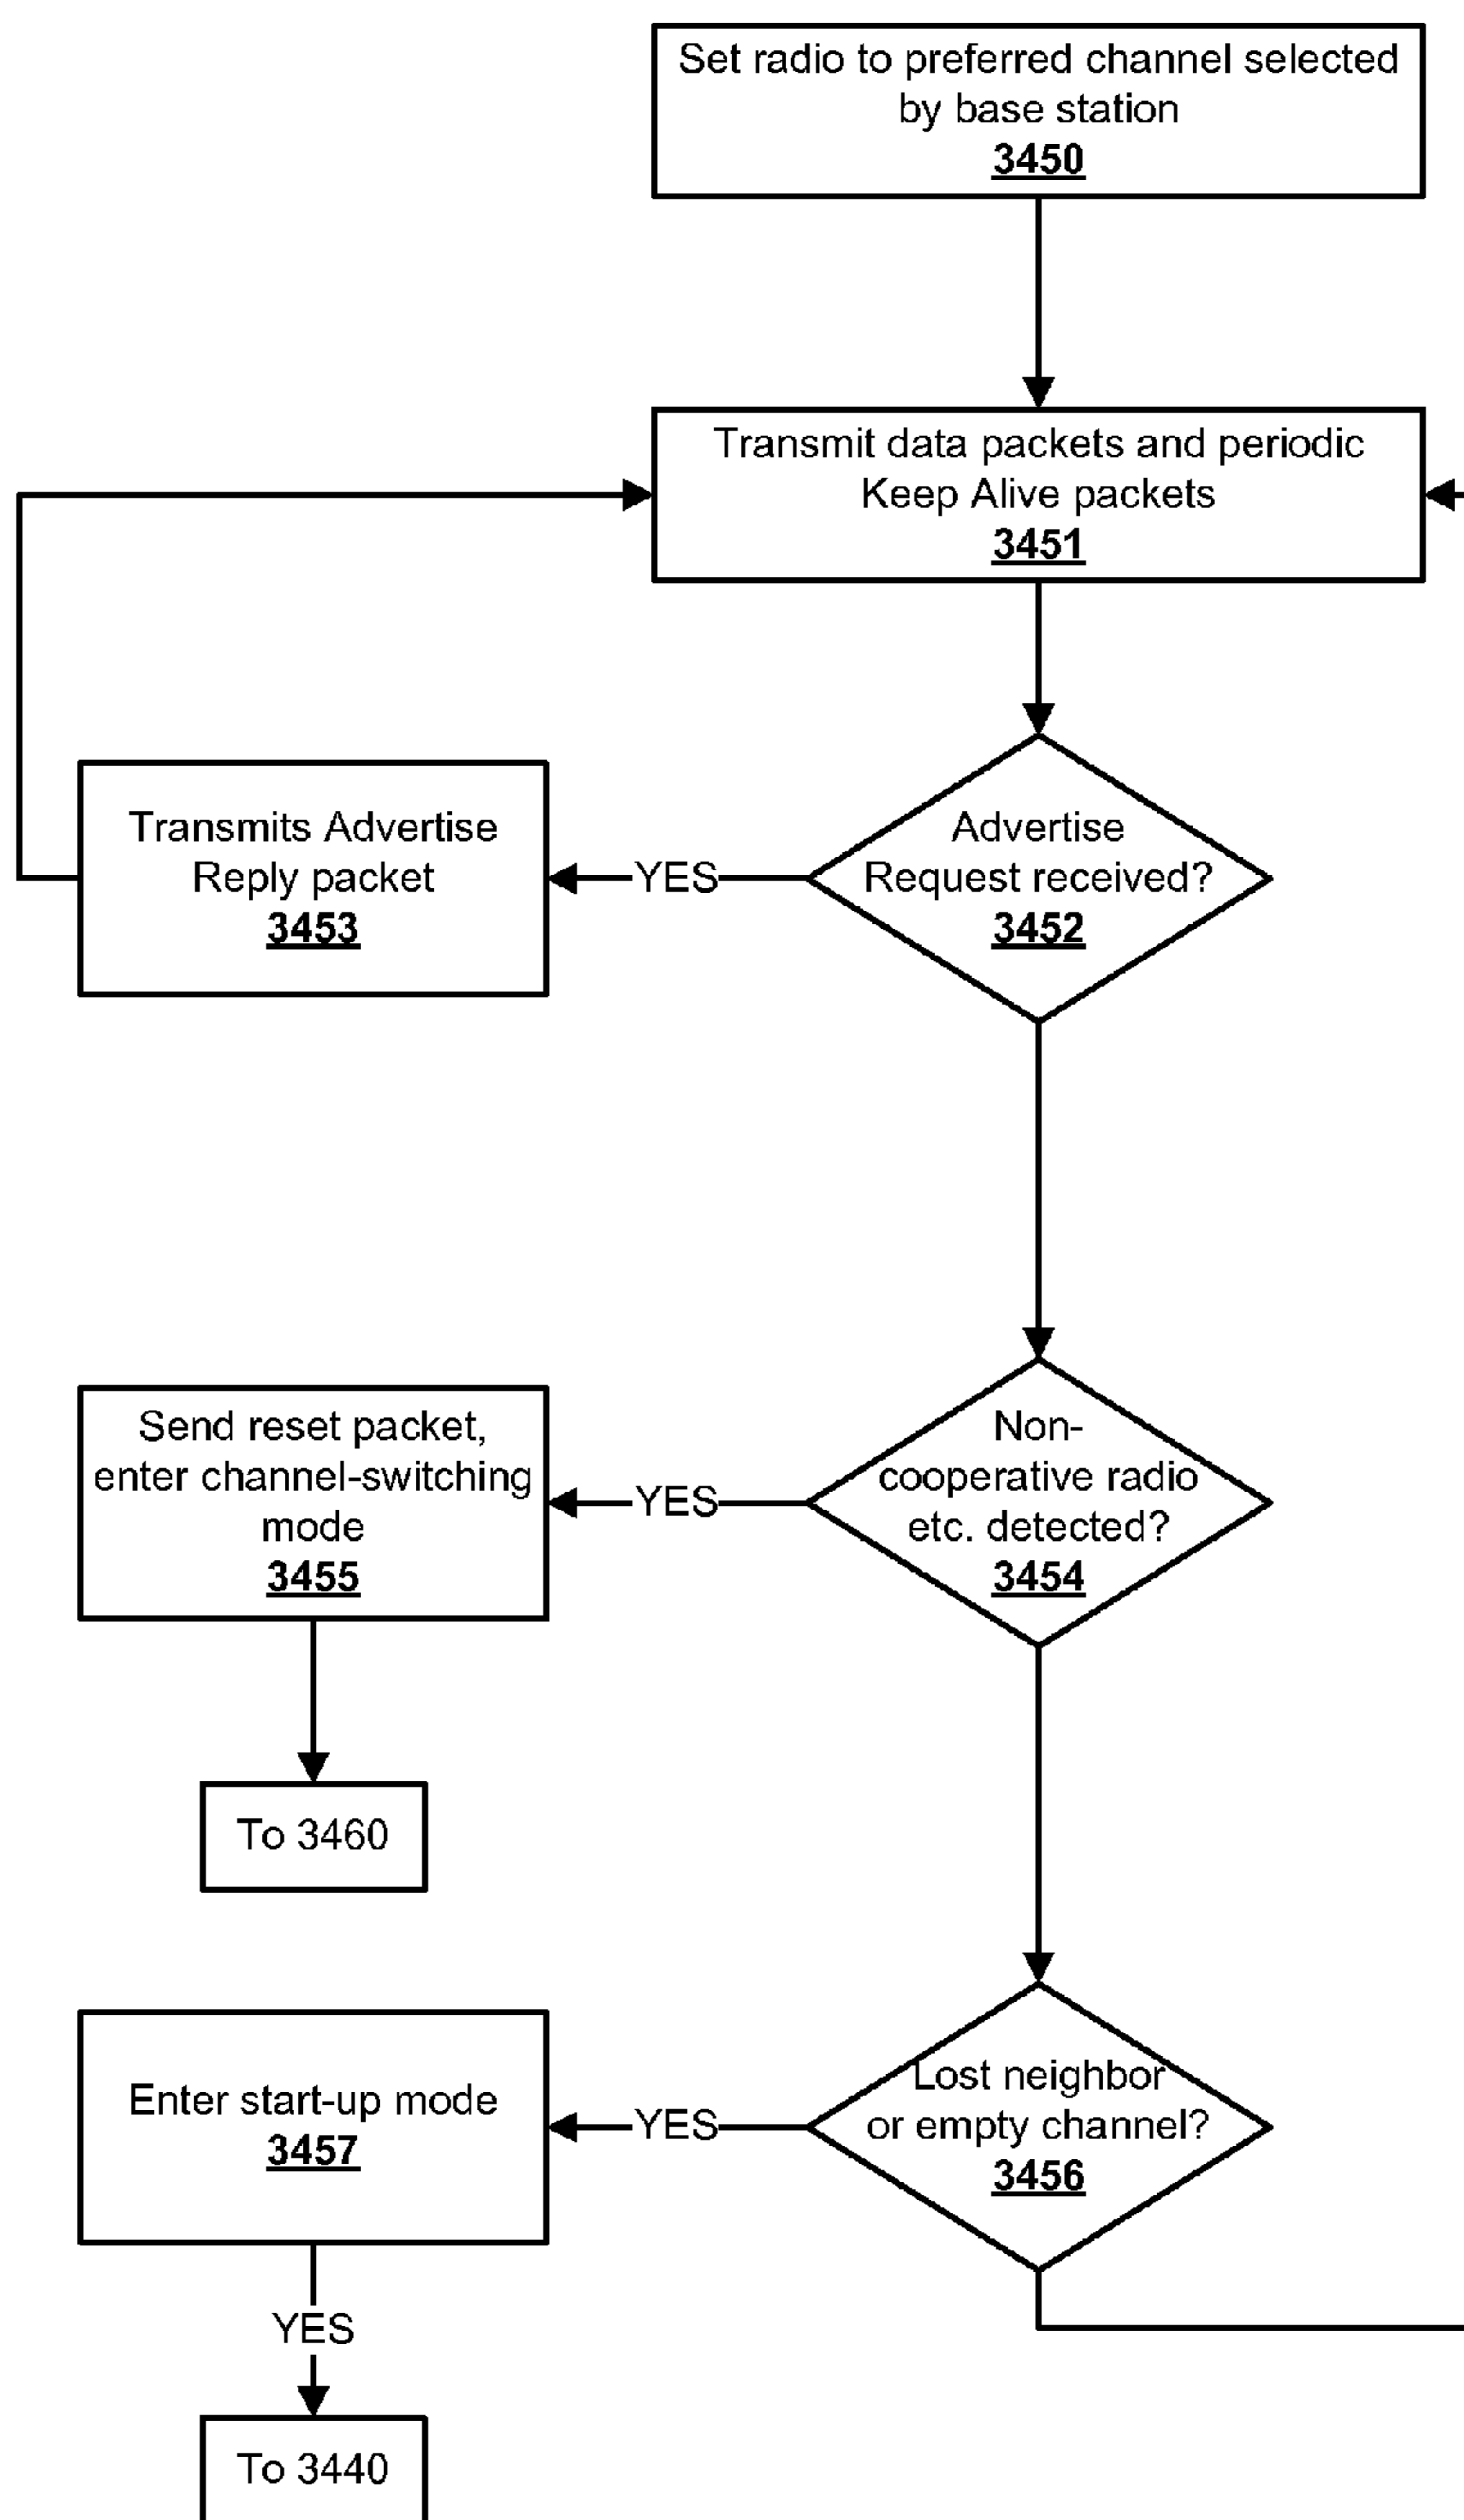 Set radio to preferred channel selected
by base station
3450
Transmit data packets and periodic
Keep Alive packets
3451
Transmits Advertise
Reply packet
3453
YES
Advertise
Request received?
3452
Send reset packet,
enter channel-switching
mode
3455
YES
Non-
cooperative radio
etc. detected?
3454
To 3460
Enter start-up mode
3457
YES
Lost neighbor
or empty channel?
3456
YES
To 3440